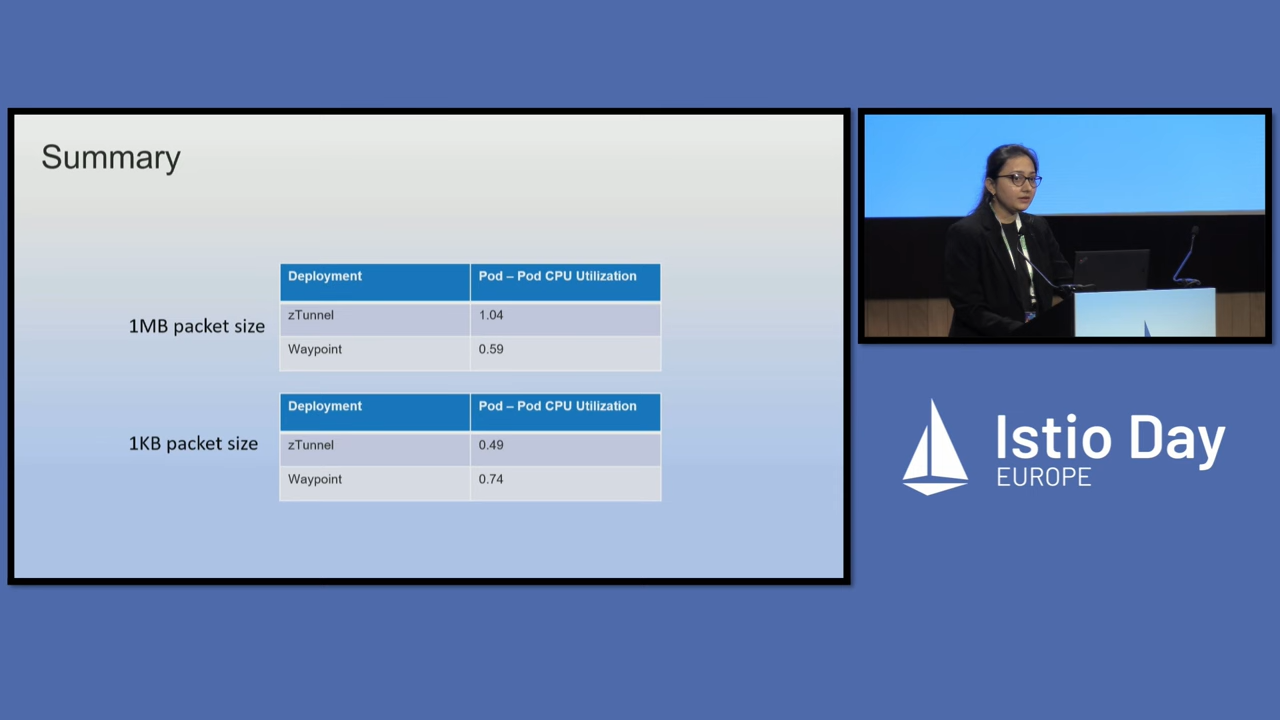 Summary
1MB packet size
Deployment Pod – Pod CPU Utilization
zTunnel 1.04
Waypoint 0.59
1KB packet size
Deployment Pod – Pod CPU Utilization
zTunnel 0.49
Waypoint 0.74
Istio Day
EUROPE